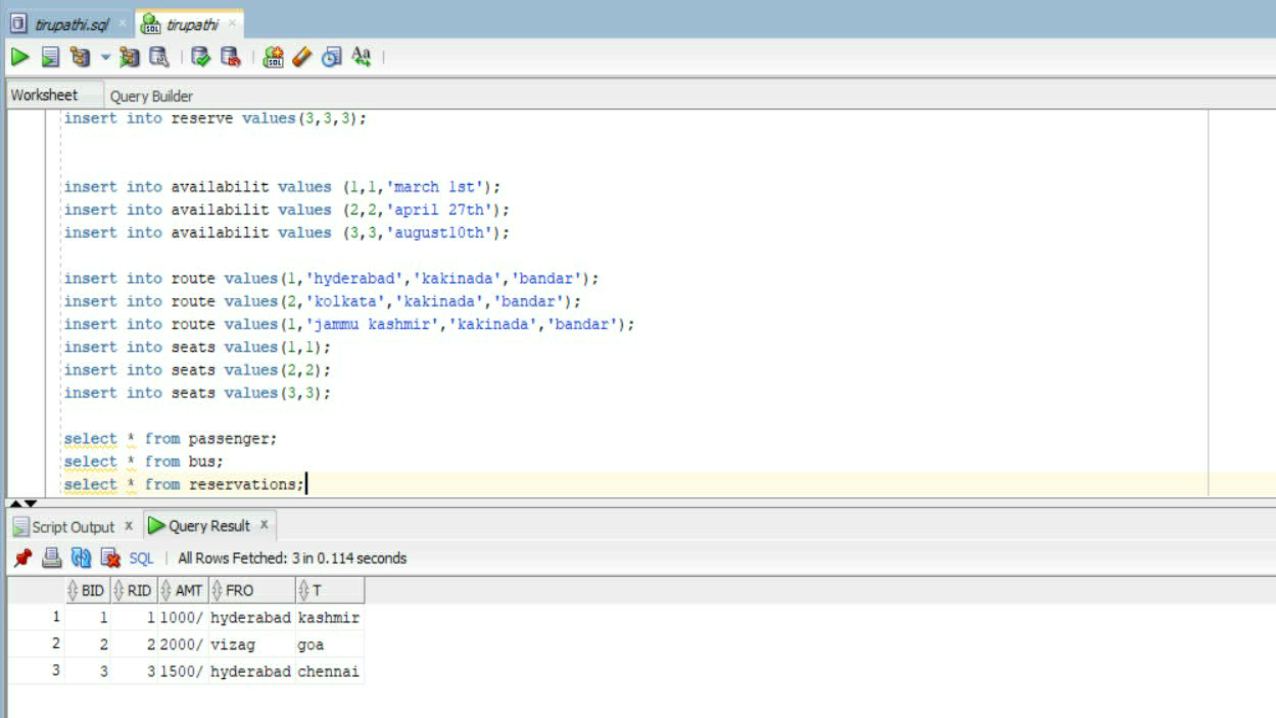 tirupathi.sql × tirupathi ×
Worksheet Query Builder
insert into reserve values(3,3,3);
insert into availabilit values (1,1,'march 1st');
insert into availabilit values (2,2,'april 27th');
insert into availabilit values (3,3,'august10th');
insert into route values(1,'hyderabad','kakinada','bandar');
insert into route values(2,'kolkata','kakinada','bandar');
insert into route values(1,'jammu kashmir','kakinada','bandar');
insert into seats values(1,1);
insert into seats values(2,2);
insert into seats values(3,3);
select * from passenger;
select * from bus;
select * from reservations;
Script Output × Query Result ×
SQL | All Rows Fetched: 3 in 0.114 seconds
BID RID AMT FRO T
1 1 1 1000/ hyderabad kashmir
2 2 2 2000/ vizag goa
3 3 3 1500/ hyderabad chennai